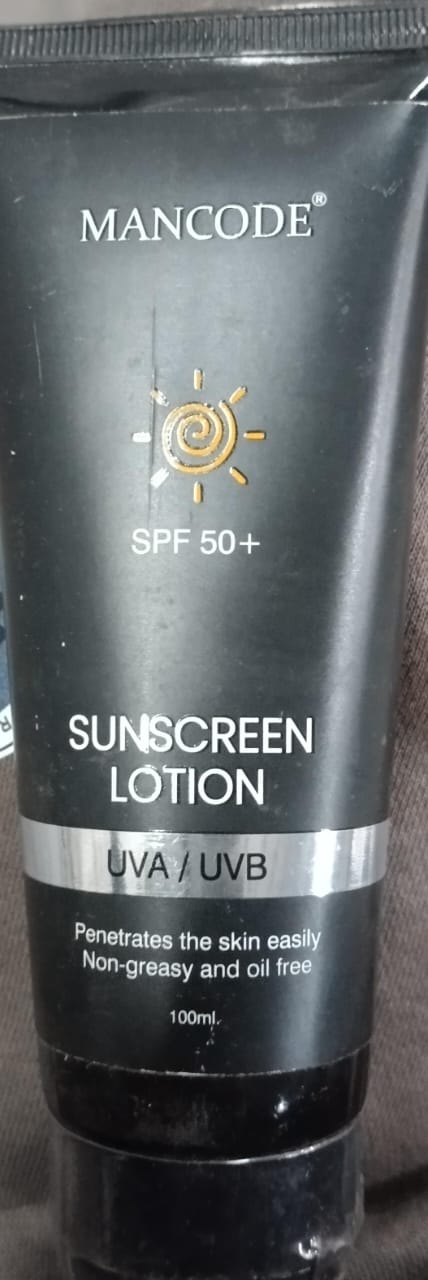 MANCODE®
SPF 50+
SUNSCREEN
LOTION
UVA / UVB
Penetrates the skin easily
Non-greasy and oil free
100ml.